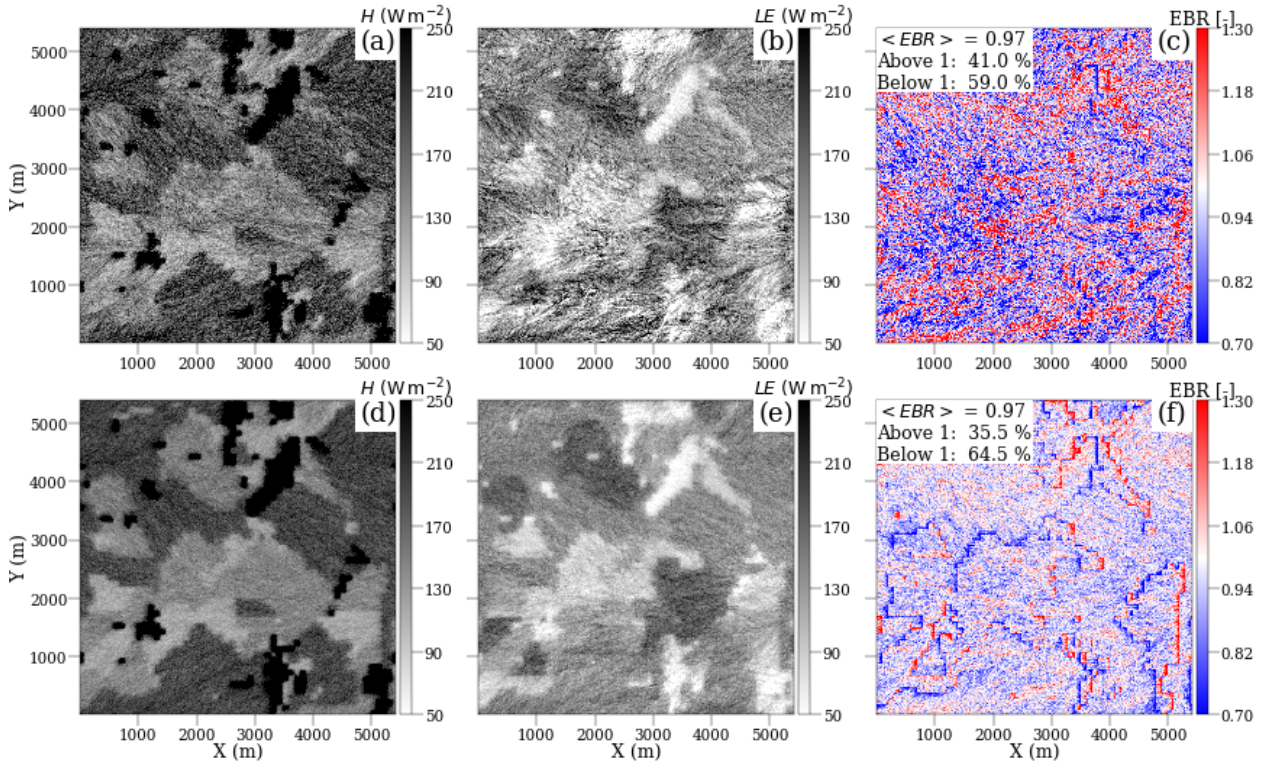 H (W m−2)
LE (W m−2)
EBR [-]
(a)
(b)
(c)
<EBR> = 0.97
Above 1: 41.0 %
Below 1: 59.0 %
Y (m)
5000
4000
3000
2000
1000
1000 2000 3000 4000 5000
250
210
170
130
90
50
1000 2000 3000 4000 5000
250
210
170
130
90
50
1000 2000 3000 4000 5000
1.30
1.18
1.06
0.94
0.82
0.70
H (W m−2)
LE (W m−2)
EBR [-]
(d)
(e)
(f)
<EBR> = 0.97
Above 1: 35.5 %
Below 1: 64.5 %
Y (m)
5000
4000
3000
2000
1000
1000 2000 3000 4000 5000
X (m)
250
210
170
130
90
50
1000 2000 3000 4000 5000
X (m)
250
210
170
130
90
50
1000 2000 3000 4000 5000
X (m)
1.30
1.18
1.06
0.94
0.82
0.70